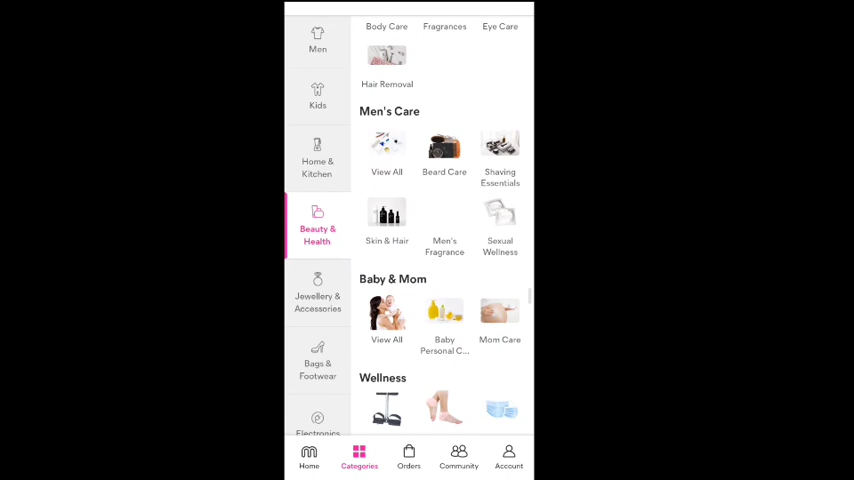 Men
Kids
Home &
Kitchen
Beauty &
Health
Jewellery &
Accessories
Bags &
Footwear
Electronics
Body Care
Fragrances
Eye Care
Hair Removal
Men's Care
View All
Beard Care
Shaving
Essentials
Skin & Hair
Men's
Fragrance
Sexual
Wellness
Baby & Mom
View All
Baby
Personal C...
Mom Care
Wellness
Home
Categories
Orders
Community
Account